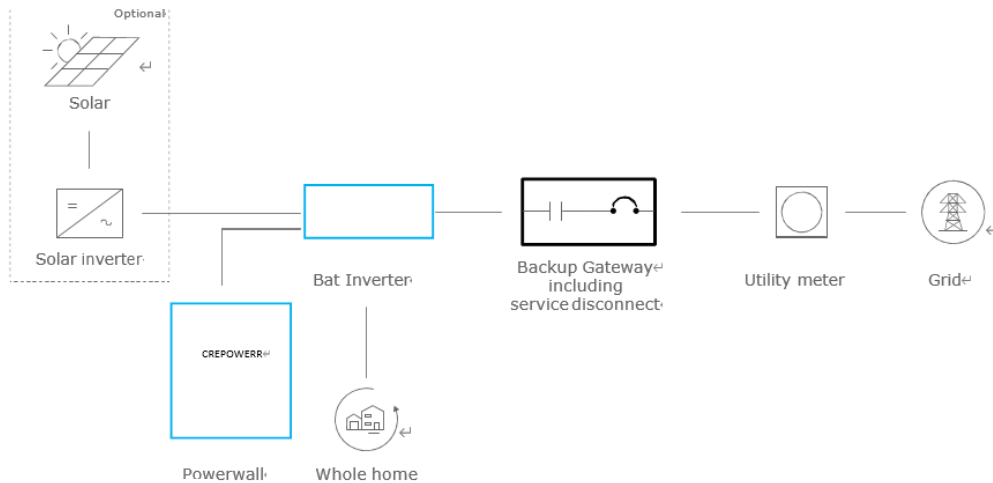 Optional
Solar
Solar inverter
Bat Inverter
Backup Gateway
including
service disconnect
Utility meter
Grid
CREPOWERR
Powerwall
Whole home